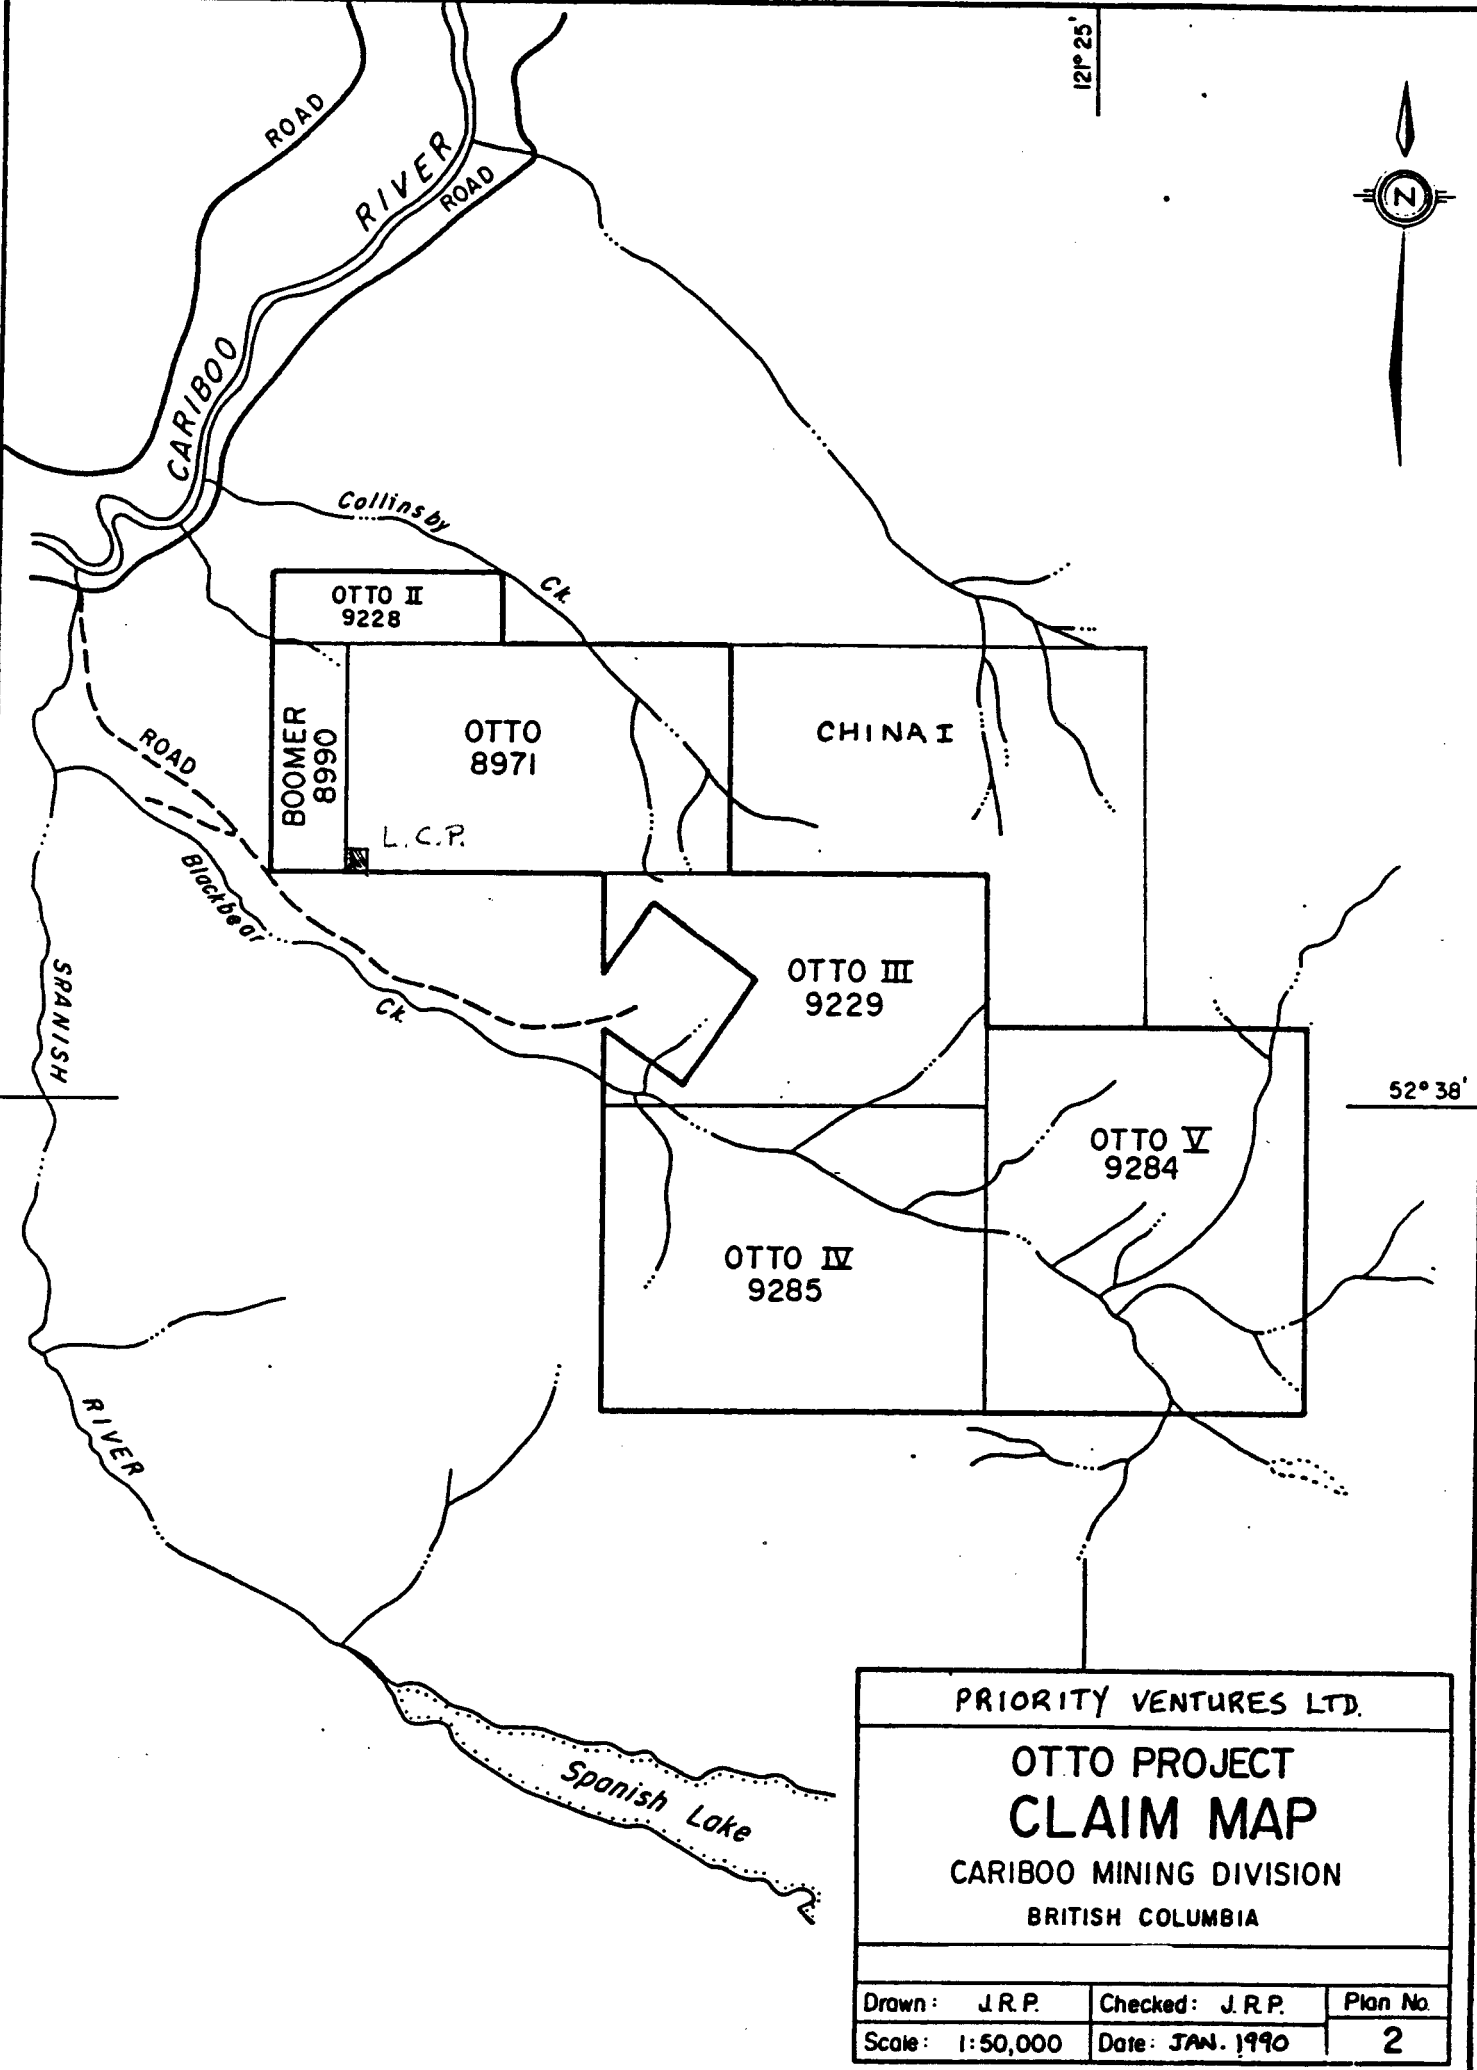 121° 25'
ROAD
RIVER
ROAD
N
CARIBOO
Collinsby
Ck.
OTTO II
9228
BOOMER
8990
OTTO
8971
CHINA I
ROAD
L.C.P.
Blackbear
Ck.
SPANISH
OTTO III
9229
52° 38'
OTTO V
9284
OTTO IV
9285
RIVER
Spanish Lake
PRIORITY VENTURES LTD.
OTTO PROJECT
CLAIM MAP
CARIBOO MINING DIVISION
BRITISH COLUMBIA
Drawn: J.R.P.
Checked: J.R.P.
Plan No.
Scale: 1:50,000
Date: JAN. 1990
2